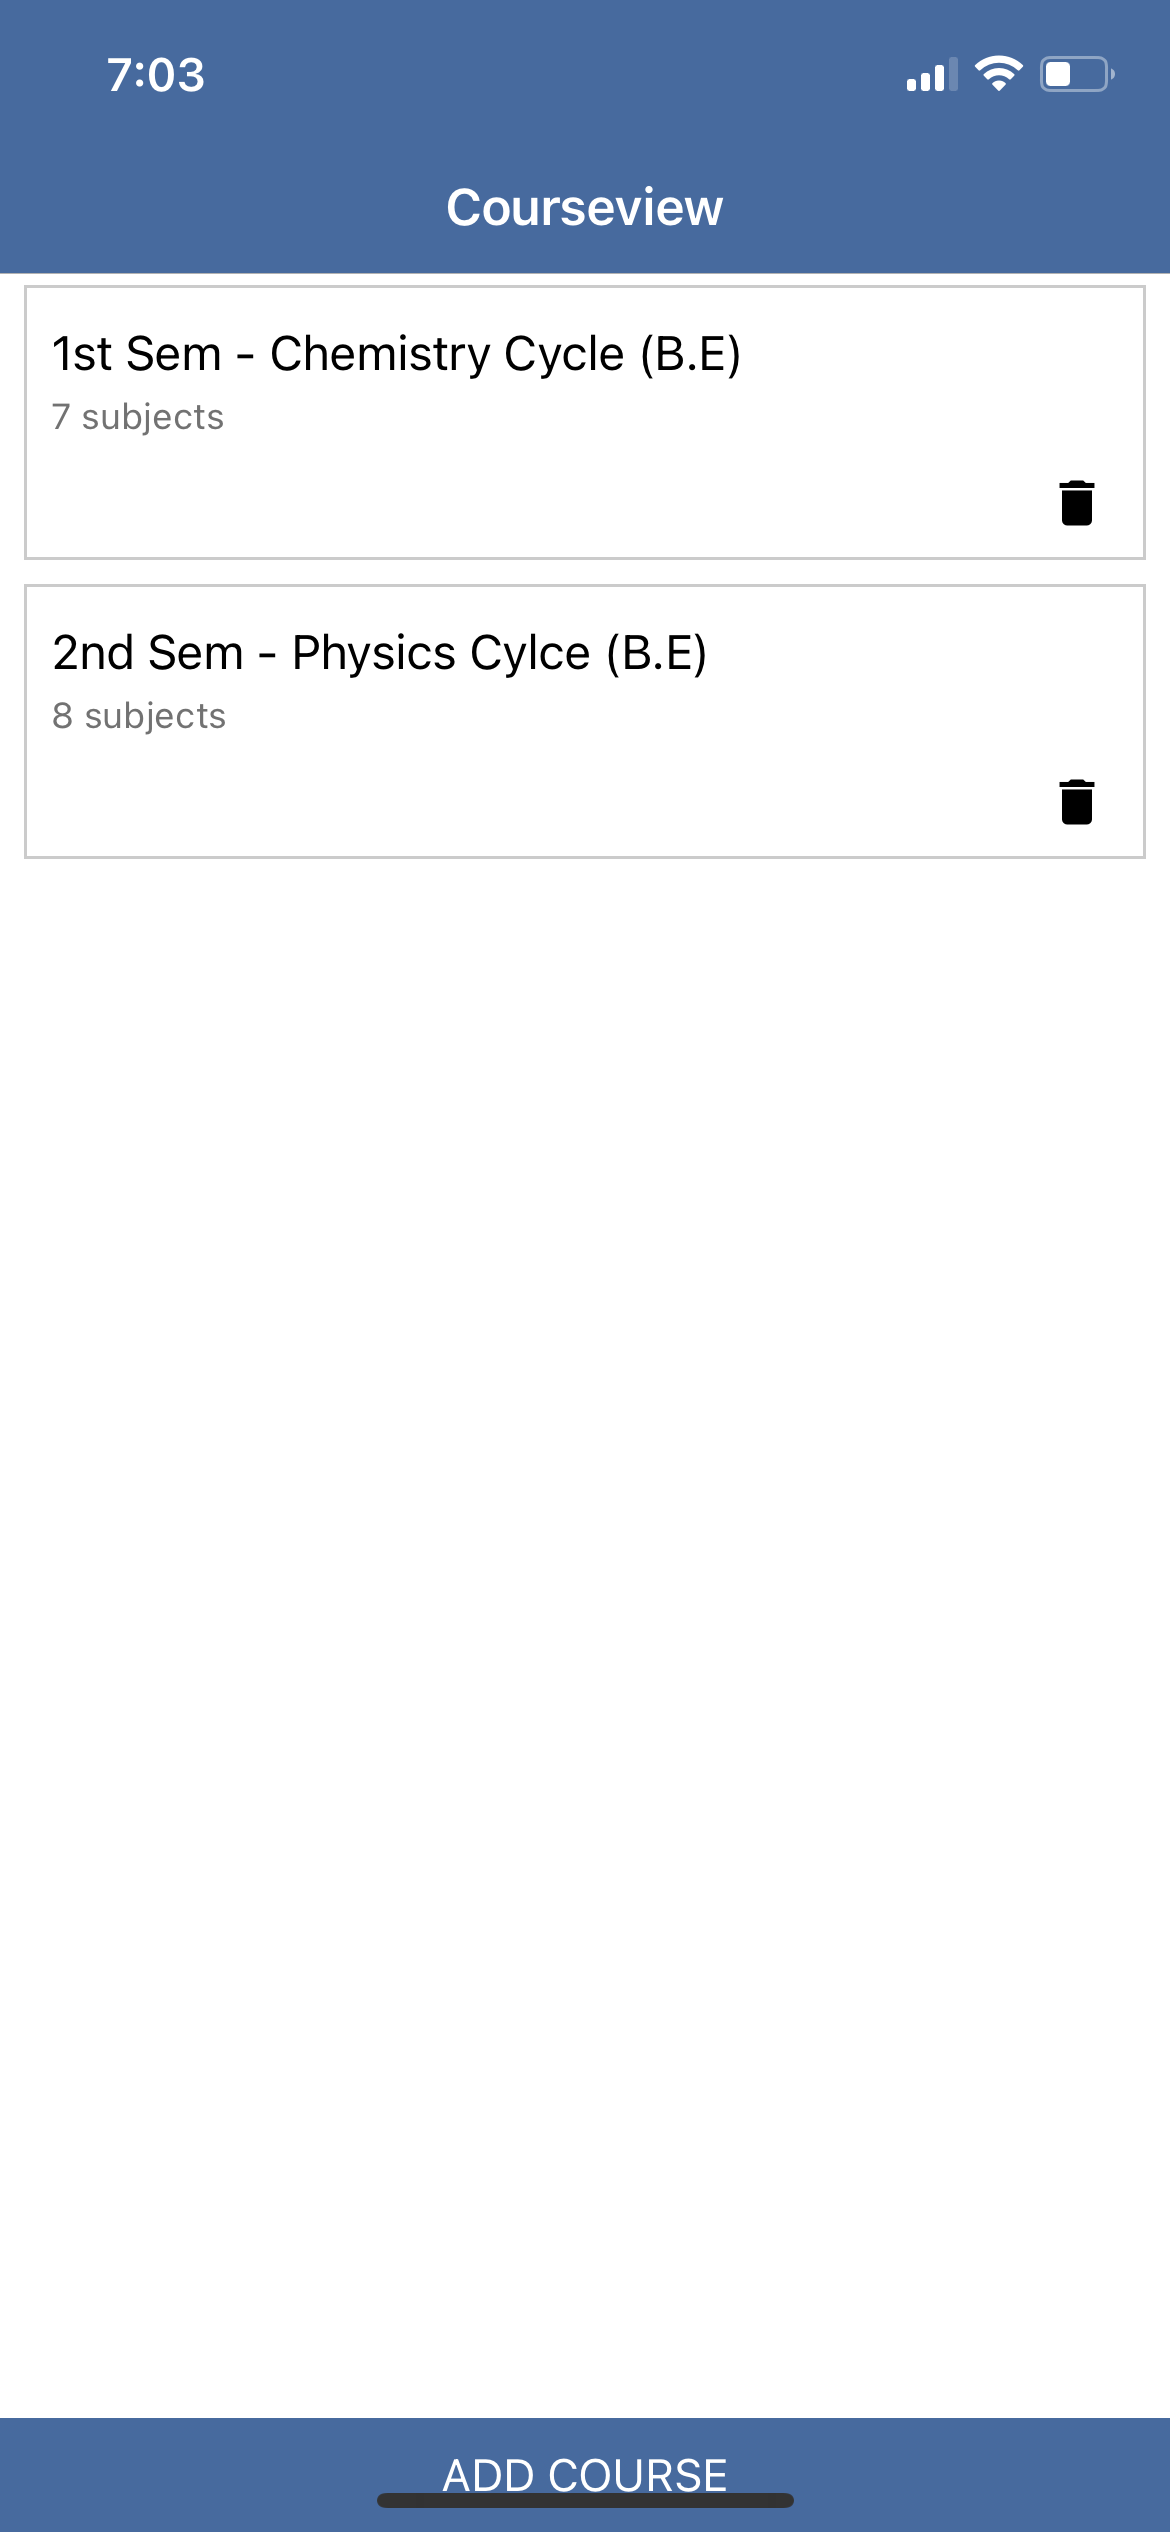 7:03
Courseview
1st Sem - Chemistry Cycle (B.E)
7 subjects
2nd Sem - Physics Cylce (B.E)
8 subjects
ADD COURSE